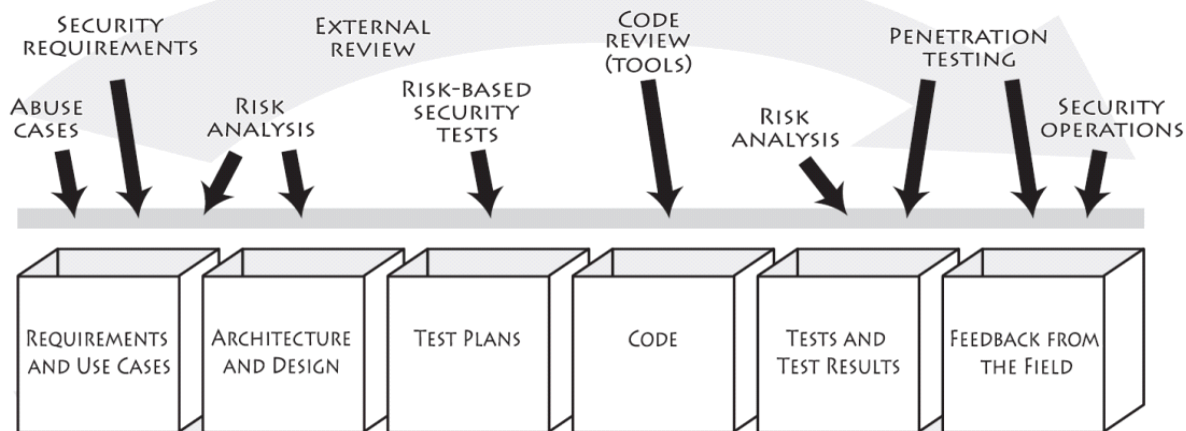 SECURITY
REQUIREMENTS
EXTERNAL
REVIEW
CODE
REVIEW
(TOOLS)
PENETRATION
TESTING
ABUSE
CASES
RISK
ANALYSIS
RISK-BASED
SECURITY
TESTS
RISK
ANALYSIS
SECURITY
OPERATIONS
REQUIREMENTS
AND USE CASES
ARCHITECTURE
AND DESIGN
TEST PLANS
CODE
TESTS AND
TEST RESULTS
FEEDBACK FROM
THE FIELD